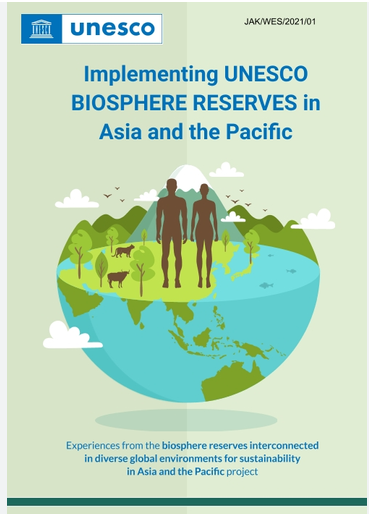 unesco
JAK/WES/2021/01
Implementing UNESCO
BIOSPHERE RESERVES in
Asia and the Pacific
Experiences from the biosphere reserves interconnected
in diverse global environments for sustainability
in Asia and the Pacific project